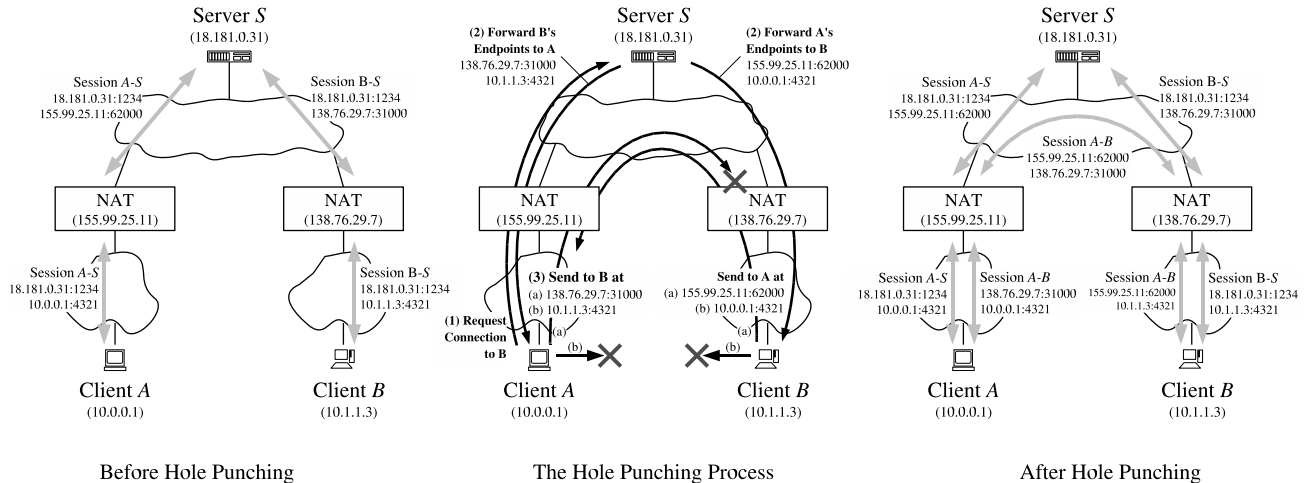 Server S
(18.181.0.31)
Session A-S
18.181.0.31:1234
155.99.25.11:62000
Session B-S
18.181.0.31:1234
138.76.29.7:31000
NAT
(155.99.25.11)
NAT
(138.76.29.7)
Session A-S
18.181.0.31:1234
10.0.0.1:4321
Session B-S
18.181.0.31:1234
10.1.1.3:4321
Client A
(10.0.0.1)
Client B
(10.1.1.3)
Before Hole Punching
Server S
(18.181.0.31)
(2) Forward B's
Endpoints to A
138.76.29.7:31000
10.1.1.3:4321
(2) Forward A's
Endpoints to B
155.99.25.11:62000
10.0.0.1:4321
NAT
(155.99.25.11)
NAT
(138.76.29.7)
(3) Send to B at
(a) 138.76.29.7:31000
(b) 10.1.1.3:4321
Send to A at
(a) 155.99.25.11:62000
(b) 10.0.0.1:4321
(1) Request
Connection
to B
(a)
(b)
(a)
(b)
Client A
(10.0.0.1)
Client B
(10.1.1.3)
The Hole Punching Process
Server S
(18.181.0.31)
Session A-S
18.181.0.31:1234
155.99.25.11:62000
Session B-S
18.181.0.31:1234
138.76.29.7:31000
Session A-B
155.99.25.11:62000
138.76.29.7:31000
NAT
(155.99.25.11)
NAT
(138.76.29.7)
Session A-S
18.181.0.31:1234
10.0.0.1:4321
Session A-B
138.76.29.7:31000
10.0.0.1:4321
Session A-B
155.99.25.11:62000
10.1.1.3:4321
Session B-S
18.181.0.31:1234
10.1.1.3:4321
Client A
(10.0.0.1)
Client B
(10.1.1.3)
After Hole Punching